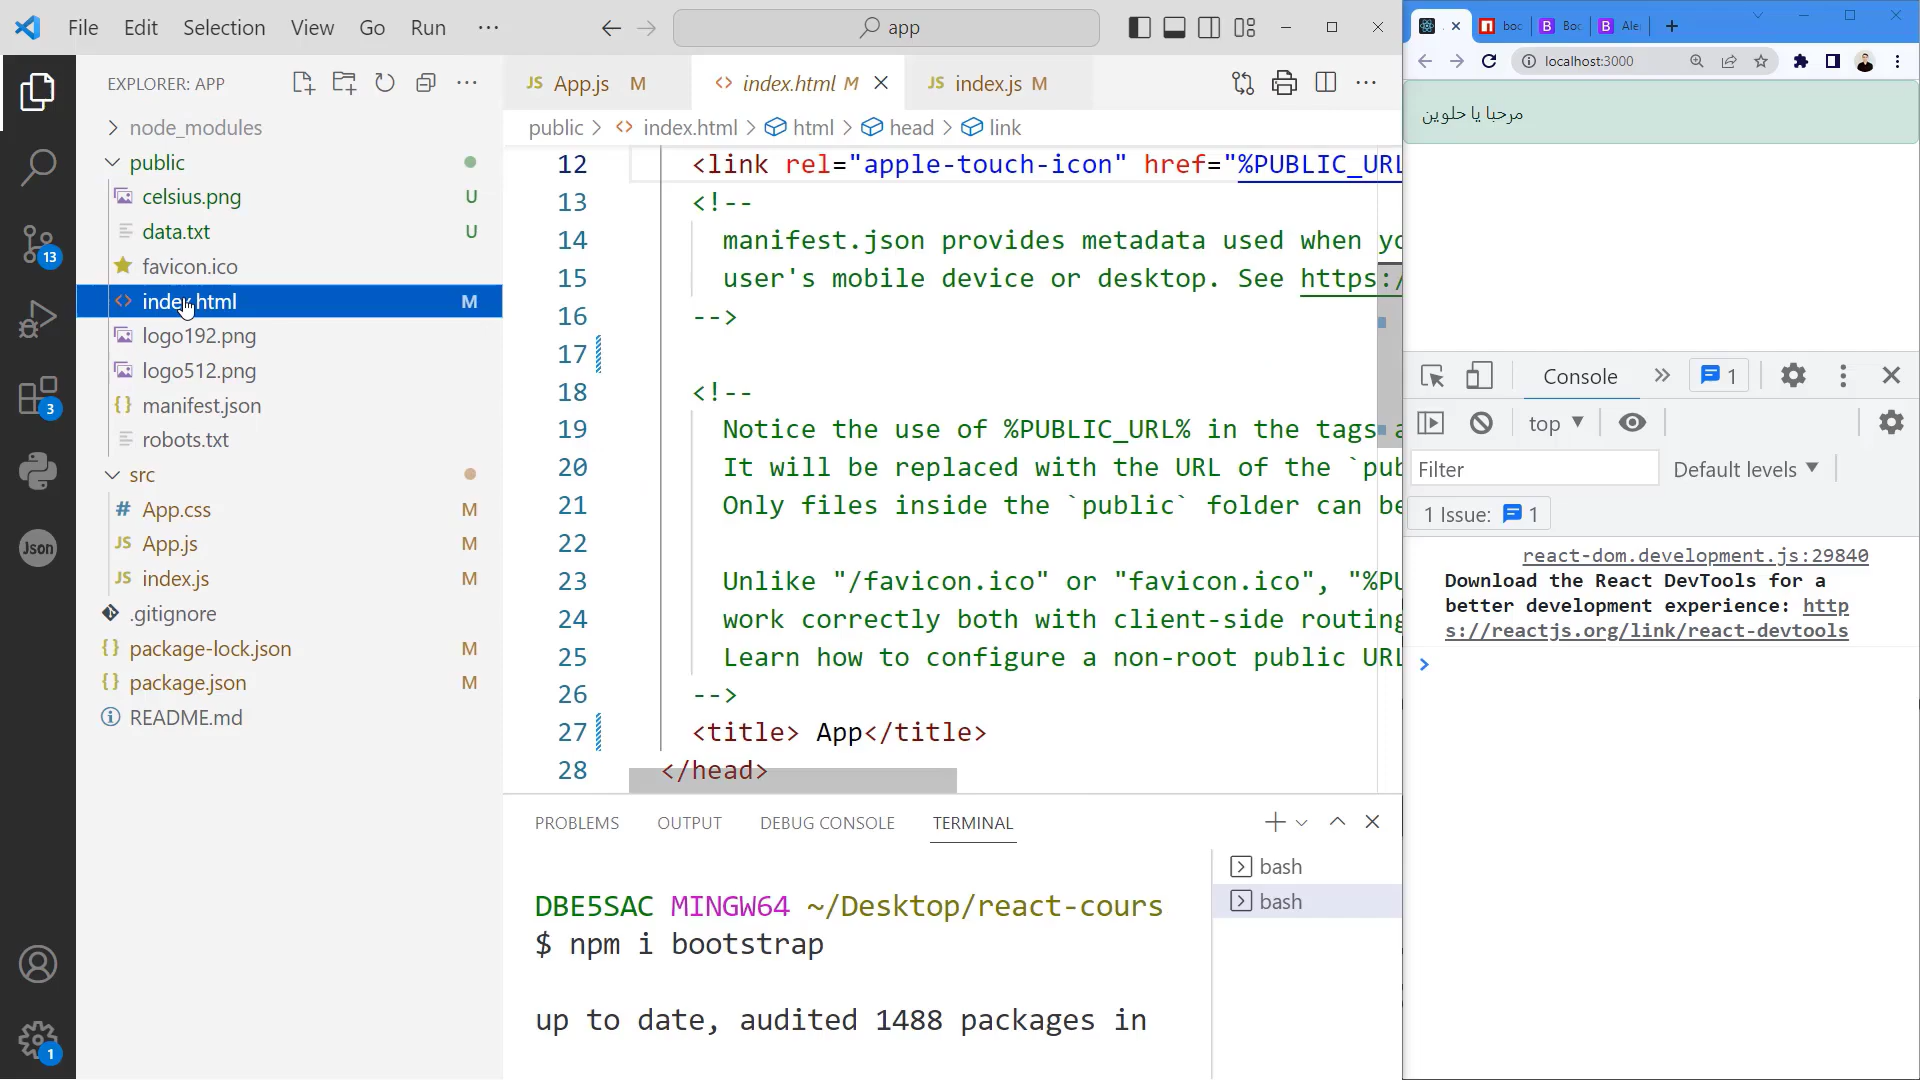 File Edit Selection View Go Run ···
app
EXPLORER: APP
node_modules
public
celsius.png U
data.txt U
favicon.ico
index.html M
logo192.png
logo512.png
manifest.json
robots.txt
src
App.css M
App.js M
index.js M
.gitignore
package-lock.json M
package.json M
README.md
13
3
Json
1
JS App.js M
<> index.html M
JS index.js M
public > <> index.html > html > head > link
12 <link rel="apple-touch-icon" href="%PUBLIC_URL
13 <!--
14 manifest.json provides metadata used when yo
15 user's mobile device or desktop. See https:/
16 -->
17
18 <!--
19 Notice the use of %PUBLIC_URL% in the tags a
20 It will be replaced with the URL of the `pub
21 Only files inside the `public` folder can be
22
23 Unlike "/favicon.ico" or "favicon.ico", "%PU
24 work correctly both with client-side routing
25 Learn how to configure a non-root public URL
26 -->
27 <title> App</title>
28 </head>
PROBLEMS OUTPUT DEBUG CONSOLE TERMINAL
bash
bash
DBE5SAC MINGW64 ~/Desktop/react-cours
$ npm i bootstrap
up to date, audited 1488 packages in
boc
Boc
Ale
localhost:3000
مرحبا يا حلوين
Console
1
top
Filter
Default levels
1 Issue: 1
react-dom.development.js:29840
Download the React DevTools for a
better development experience: http
s://reactjs.org/link/react-devtools